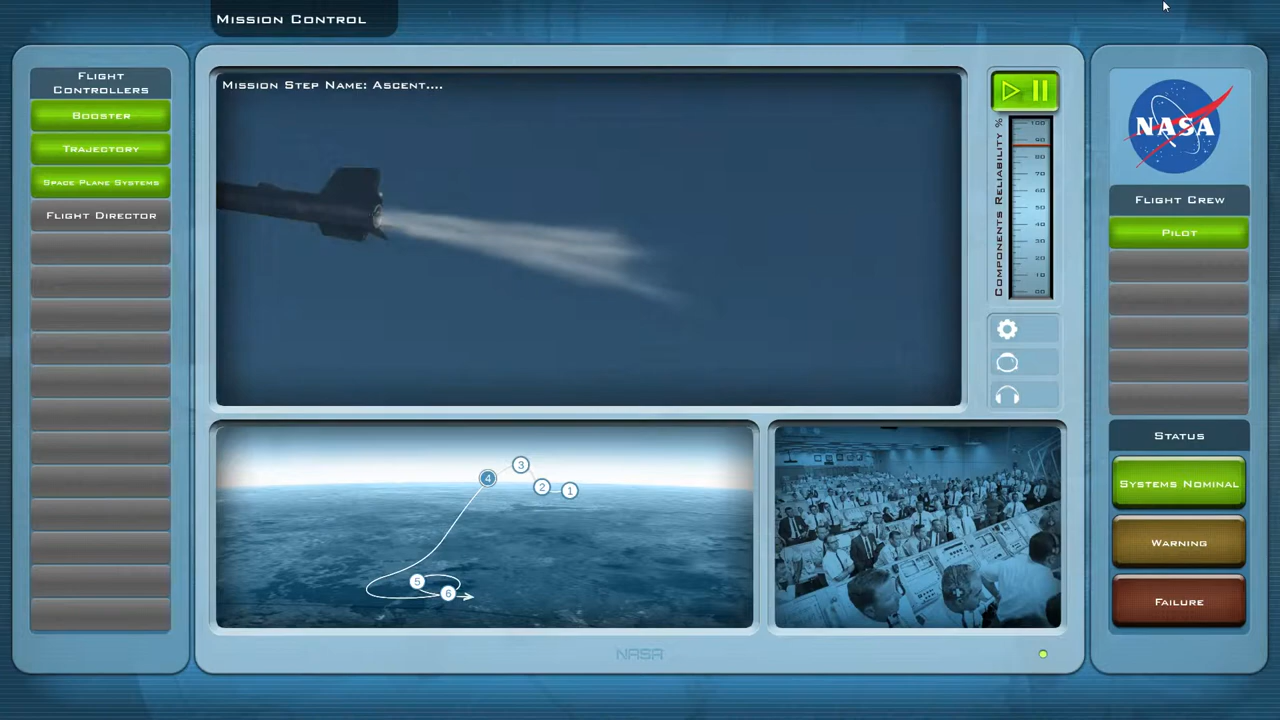 Mission Control
Flight
Controllers
Booster
Trajectory
Space Plane Systems
Flight Director
Mission Step Name: Ascent....
Components Reliability %
100
90
80
70
60
50
40
30
20
10
00
NASA
Flight Crew
Pilot
Status
Systems Nominal
Warning
Failure
1
2
3
4
5
6
NASA